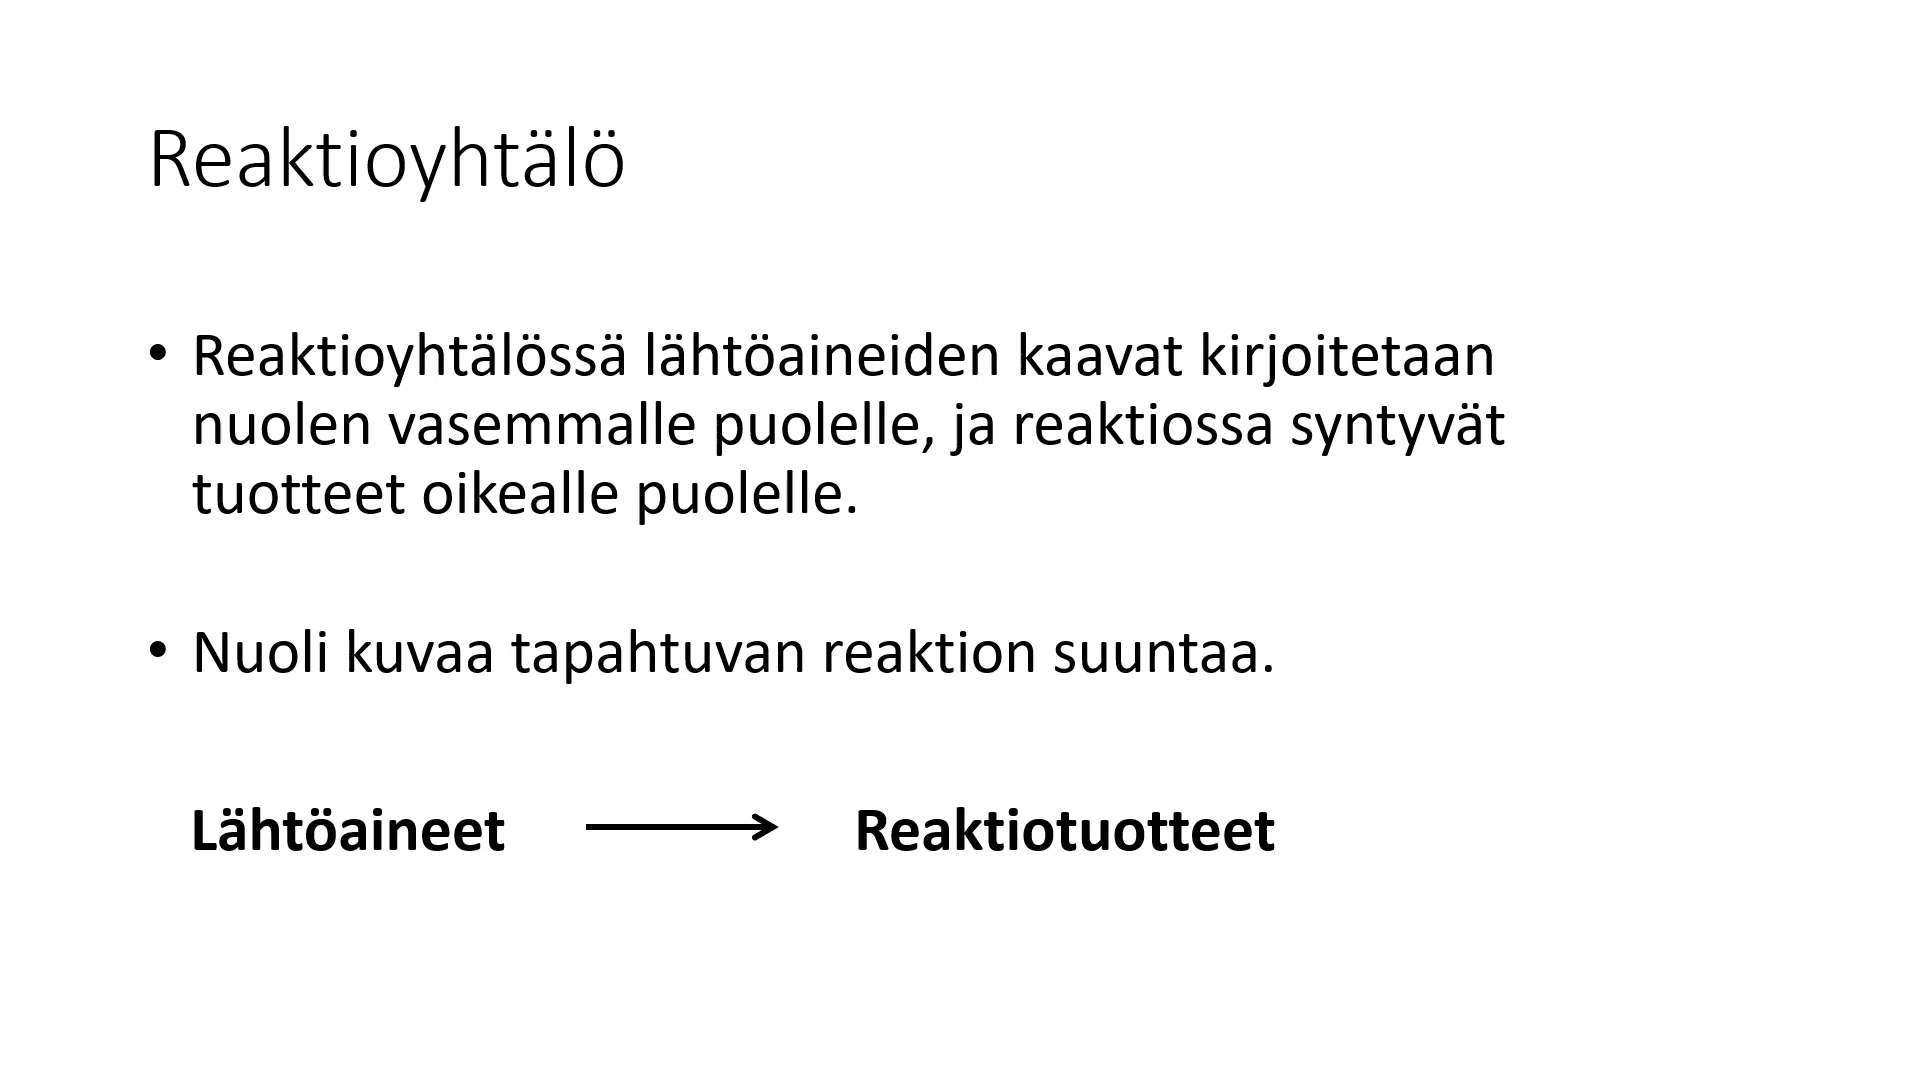 Reaktioyhtälö
• Reaktioyhtälössä lähtöaineiden kaavat kirjoitetaan
nuolen vasemmalle puolelle, ja reaktiossa syntyvät
tuotteet oikealle puolelle.
• Nuoli kuvaa tapahtuvan reaktion suuntaa.
Lähtöaineet → Reaktiotuotteet